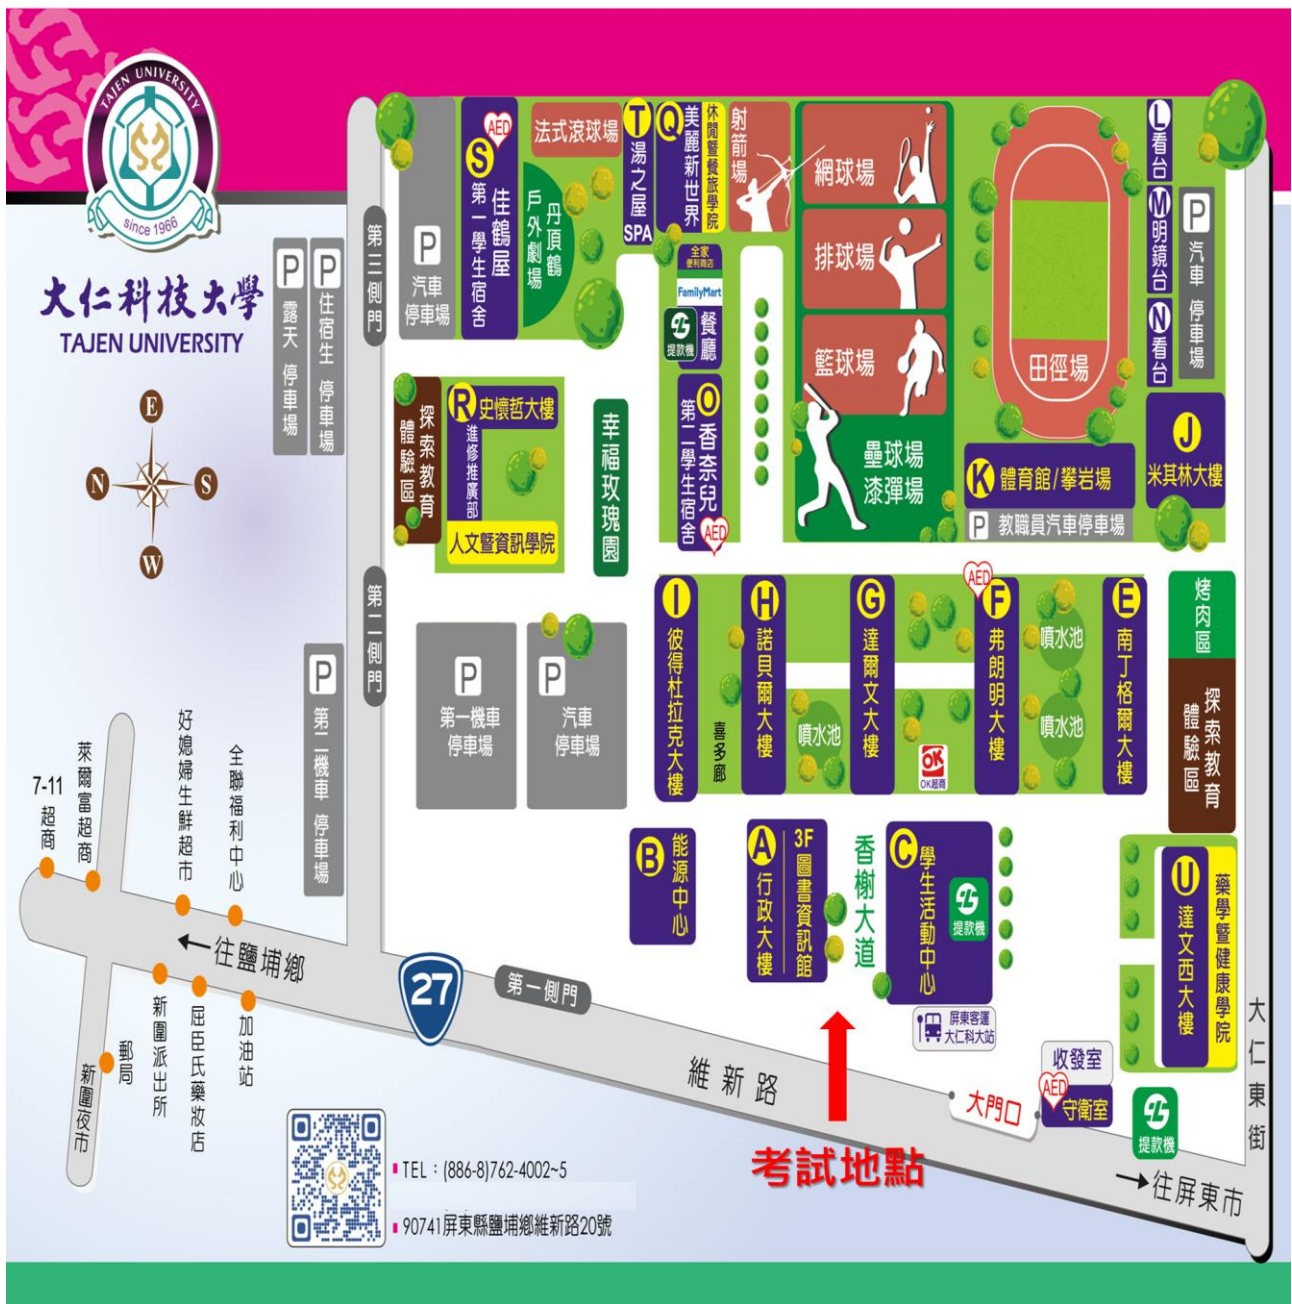 TAJEN UNIVERSITY
since 1966
大仁科技大學
TAJEN UNIVERSITY
E
N
S
W
P
露天 停車場
P
住宿生 停車場
第三側門
P
汽車
停車場
S
AED
佳鶴屋
第一學生宿舍
法式滾球場
丹頂鶴
戶外劇場
T
湯之屋
SPA
Q
美麗新世界
休閒暨餐旅學院
射箭場
網球場
排球場
籃球場
壘球場
漆彈場
田徑場
L
看台
M
明鏡台
N
看台
P
汽車 停車場
全家
便利商店
FamilyMart
提款機
餐廳
探索教育
體驗區
R
史懷哲大樓
進修推廣部
人文暨資訊學院
幸福玫瑰園
O
香奈兒
第二學生宿舍
AED
K
體育館/攀岩場
P
教職員汽車停車場
J
米其林大樓
第二側門
P
第二機車 停車場
P
第一機車
停車場
P
汽車
停車場
I
彼得杜拉克大樓
喜多廊
H
諾貝爾大樓
噴水池
G
達爾文大樓
OK
OK超商
AED
F
弗朗明大樓
噴水池
噴水池
E
南丁格爾大樓
烤肉區
探索教育
體驗區
B
能源中心
A
行政大樓
3F
圖書資訊館
香榭大道
C
學生活動中心
提款機
U
達文西大樓
藥學暨健康學院
屏東客運
大仁科大站
7-11
超商
萊爾富超商
好媳婦生鮮超市
全聯福利中心
往鹽埔鄉
27
第一側門
維新路
大門口
收發室
AED
守衛室
提款機
大仁東街
往屏東市
新圍夜市
郵局
新圍派出所
屈臣氏藥妝店
加油站
考試地點
TEL：(886-8)762-4002~5
90741屏東縣鹽埔鄉維新路20號